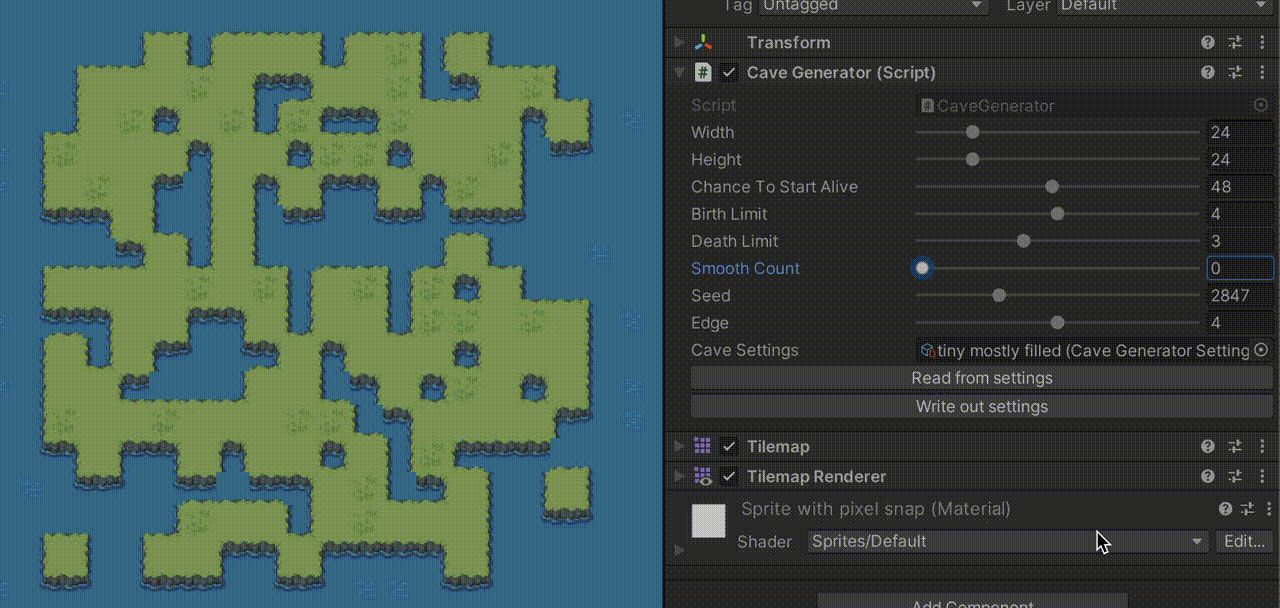 Tag Untagged Layer Default
Transform
Cave Generator (Script)
Script CaveGenerator
Width 24
Height 24
Chance To Start Alive 48
Birth Limit 4
Death Limit 3
Smooth Count 0
Seed 2847
Edge 4
Cave Settings tiny mostly filled (Cave Generator Setting
Read from settings
Write out settings
Tilemap
Tilemap Renderer
Sprite with pixel snap (Material)
Shader Sprites/Default Edit...
Add Component